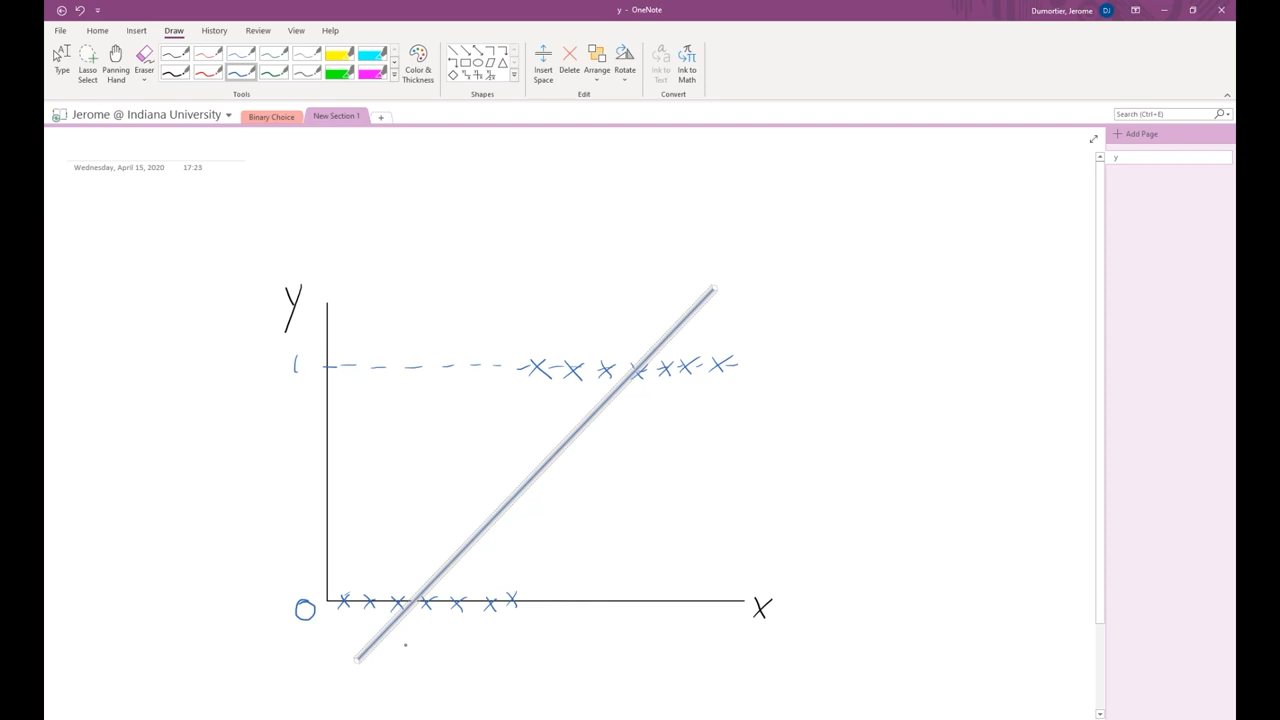 y - OneNote
Dumortier, Jerome DJ
File Home Insert Draw History Review View Help
Type Lasso Select Panning Hand Eraser Color & Thickness Insert Space Delete Arrange Rotate Ink to Text Ink to Math
Tools Shapes Edit Convert
Jerome @ Indiana University Binary Choice New Section 1 Search (Ctrl+E)
Add Page
y
Wednesday, April 15, 2020 17:23
y
1
0
x